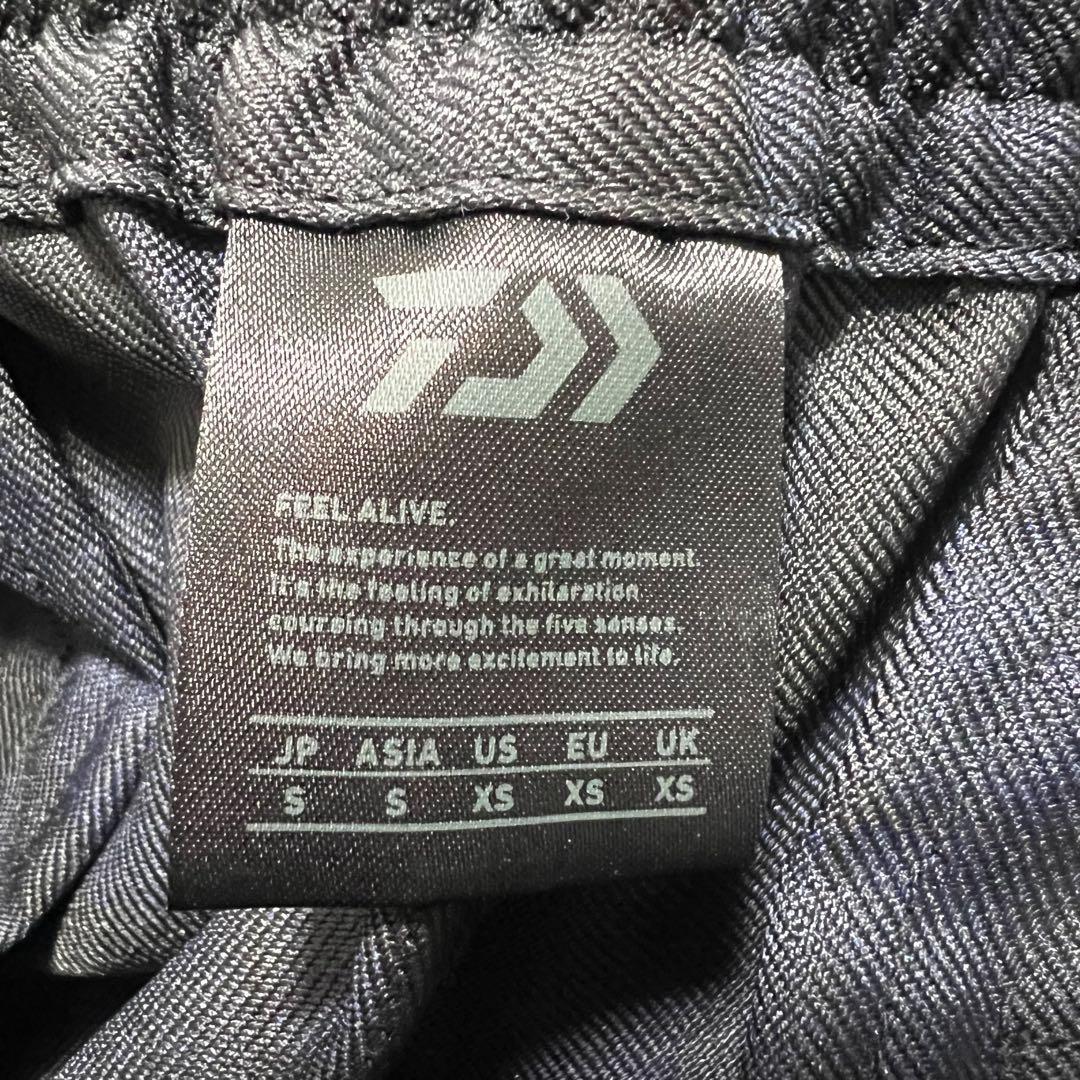 FEEL ALIVE.
The experience of a great moment.
It's the feeling of exhilaration
coursing through the five senses.
We bring more excitement to life.
JP ASIA US EU UK
S S XS XS XS